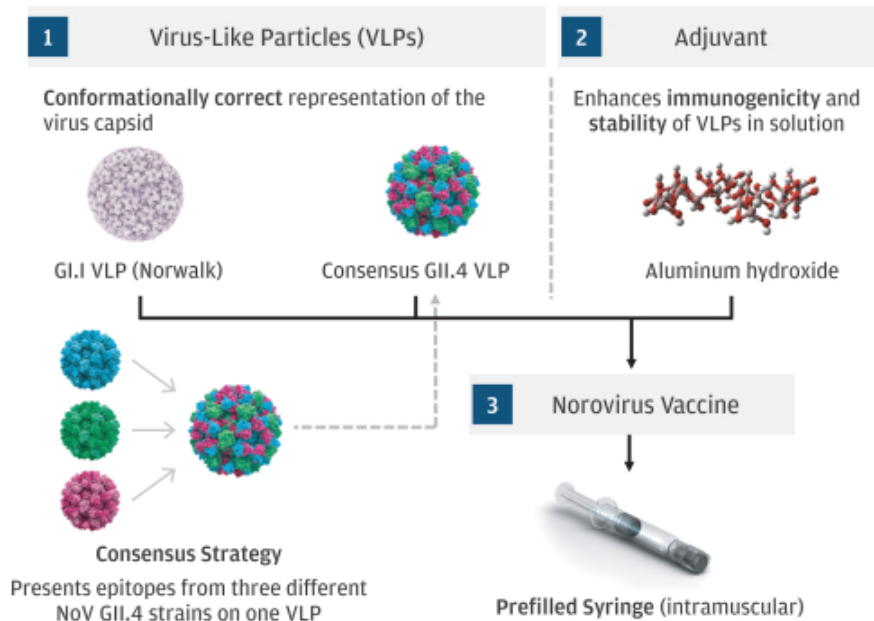 1
Virus-Like Particles (VLPs)
2
Adjuvant
Conformationally correct representation of the
virus capsid
Enhances immunogenicity and
stability of VLPs in solution
GI.I VLP (Norwalk)
Consensus GII.4 VLP
Aluminum hydroxide
3
Norovirus Vaccine
Consensus Strategy
Presents epitopes from three different
NoV GII.4 strains on one VLP
Prefilled Syringe (intramuscular)